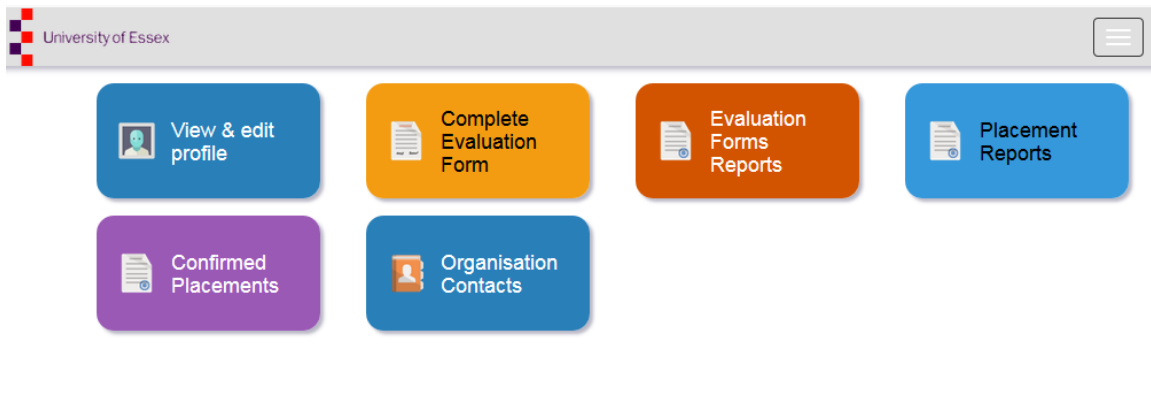 University of Essex
View & edit
profile
Complete
Evaluation
Form
Evaluation
Forms
Reports
Placement
Reports
Confirmed
Placements
Organisation
Contacts